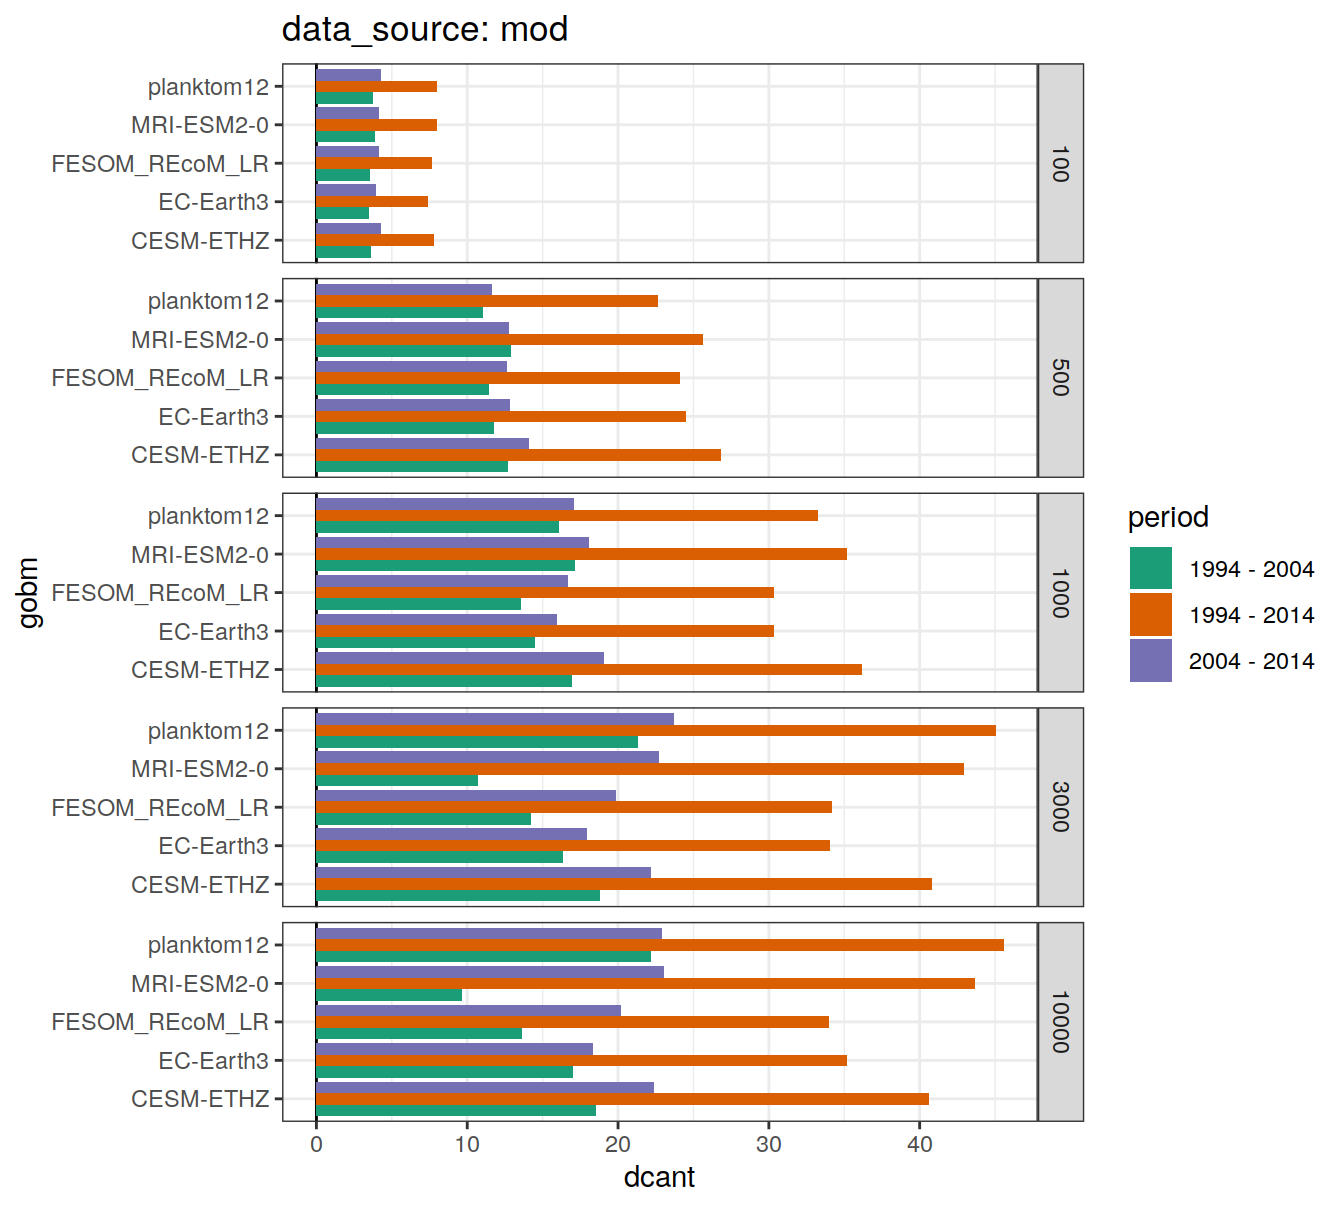 data_source: mod
planktom12
MRI-ESM2-0
FESOM_REcoM_LR
EC-Earth3
CESM-ETHZ
100
planktom12
MRI-ESM2-0
FESOM_REcoM_LR
EC-Earth3
CESM-ETHZ
500
planktom12
MRI-ESM2-0
FESOM_REcoM_LR
EC-Earth3
CESM-ETHZ
1000
planktom12
MRI-ESM2-0
FESOM_REcoM_LR
EC-Earth3
CESM-ETHZ
3000
planktom12
MRI-ESM2-0
FESOM_REcoM_LR
EC-Earth3
CESM-ETHZ
10000
gobm
0 10 20 30 40
dcant
period
1994 - 2004
1994 - 2014
2004 - 2014